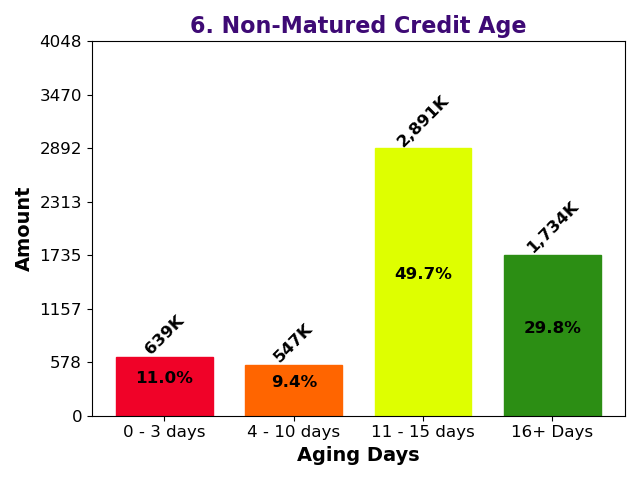 6. Non-Matured Credit Age
4048
3470
2892
2313
1735
1157
578
0
Amount
639K
547K
2,891K
1,734K
11.0%
9.4%
49.7%
29.8%
0 - 3 days
4 - 10 days
11 - 15 days
16+ Days
Aging Days